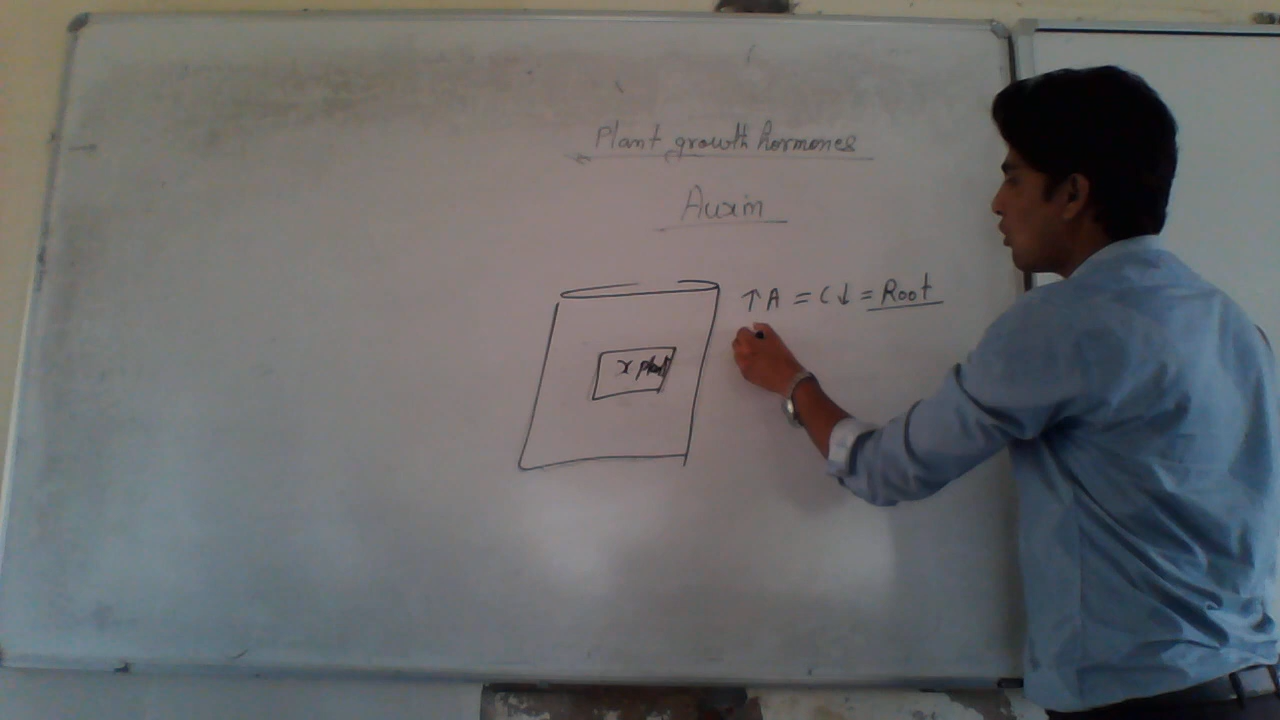 Plant growth hormones
Auxin
↑ A = C ↓ = Root
x plant